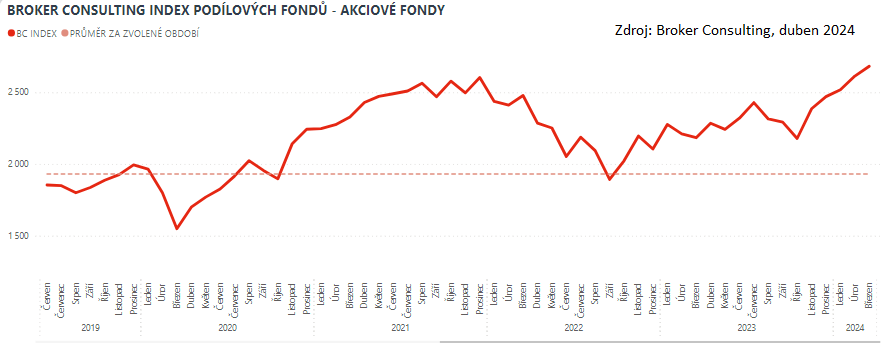 BROKER CONSULTING INDEX PODÍLOVÝCH FONDŮ - AKCIOVÉ FONDY
BC INDEX PRŮMĚR ZA ZVOLENÉ OBDOBÍ
Zdroj: Broker Consulting, duben 2024
2 500
2 000
1 500
Červen Červenec Srpen Září Říjen Listopad Prosinec Leden Únor Březen Duben Květen Červen Červenec Srpen Září Říjen Listopad Prosinec Leden Únor Březen Duben Květen Červen Červenec Srpen Září Říjen Listopad Prosinec Leden Únor Březen Duben Květen Červen Červenec Srpen Září Říjen Listopad Prosinec Leden Únor Březen Duben Květen Červen Červenec Srpen Září Říjen Listopad Prosinec Leden Únor Březen
2019 2020 2021 2022 2023 2024